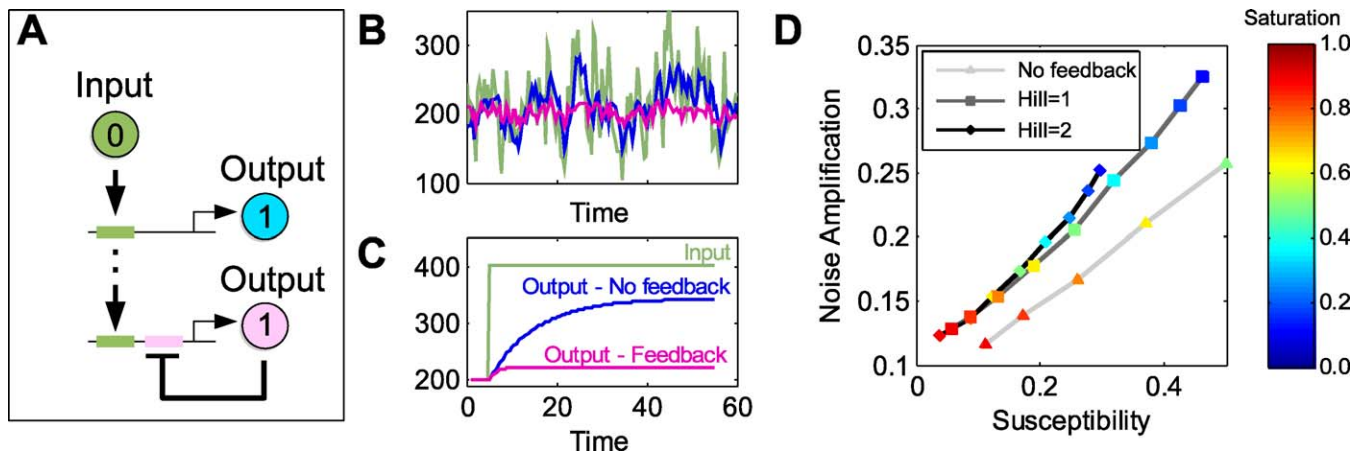 A
Input
0
Output
1
Output
1
B
300
200
100
Time
C
400
300
200
Input
Output - No feedback
Output - Feedback
0 20 40 60
Time
D
Noise Amplification
0.35
0.3
0.25
0.2
0.15
0.1
No feedback
Hill=1
Hill=2
0 0.2 0.4
Susceptibility
Saturation
1.0
0.8
0.6
0.4
0.2
0.0